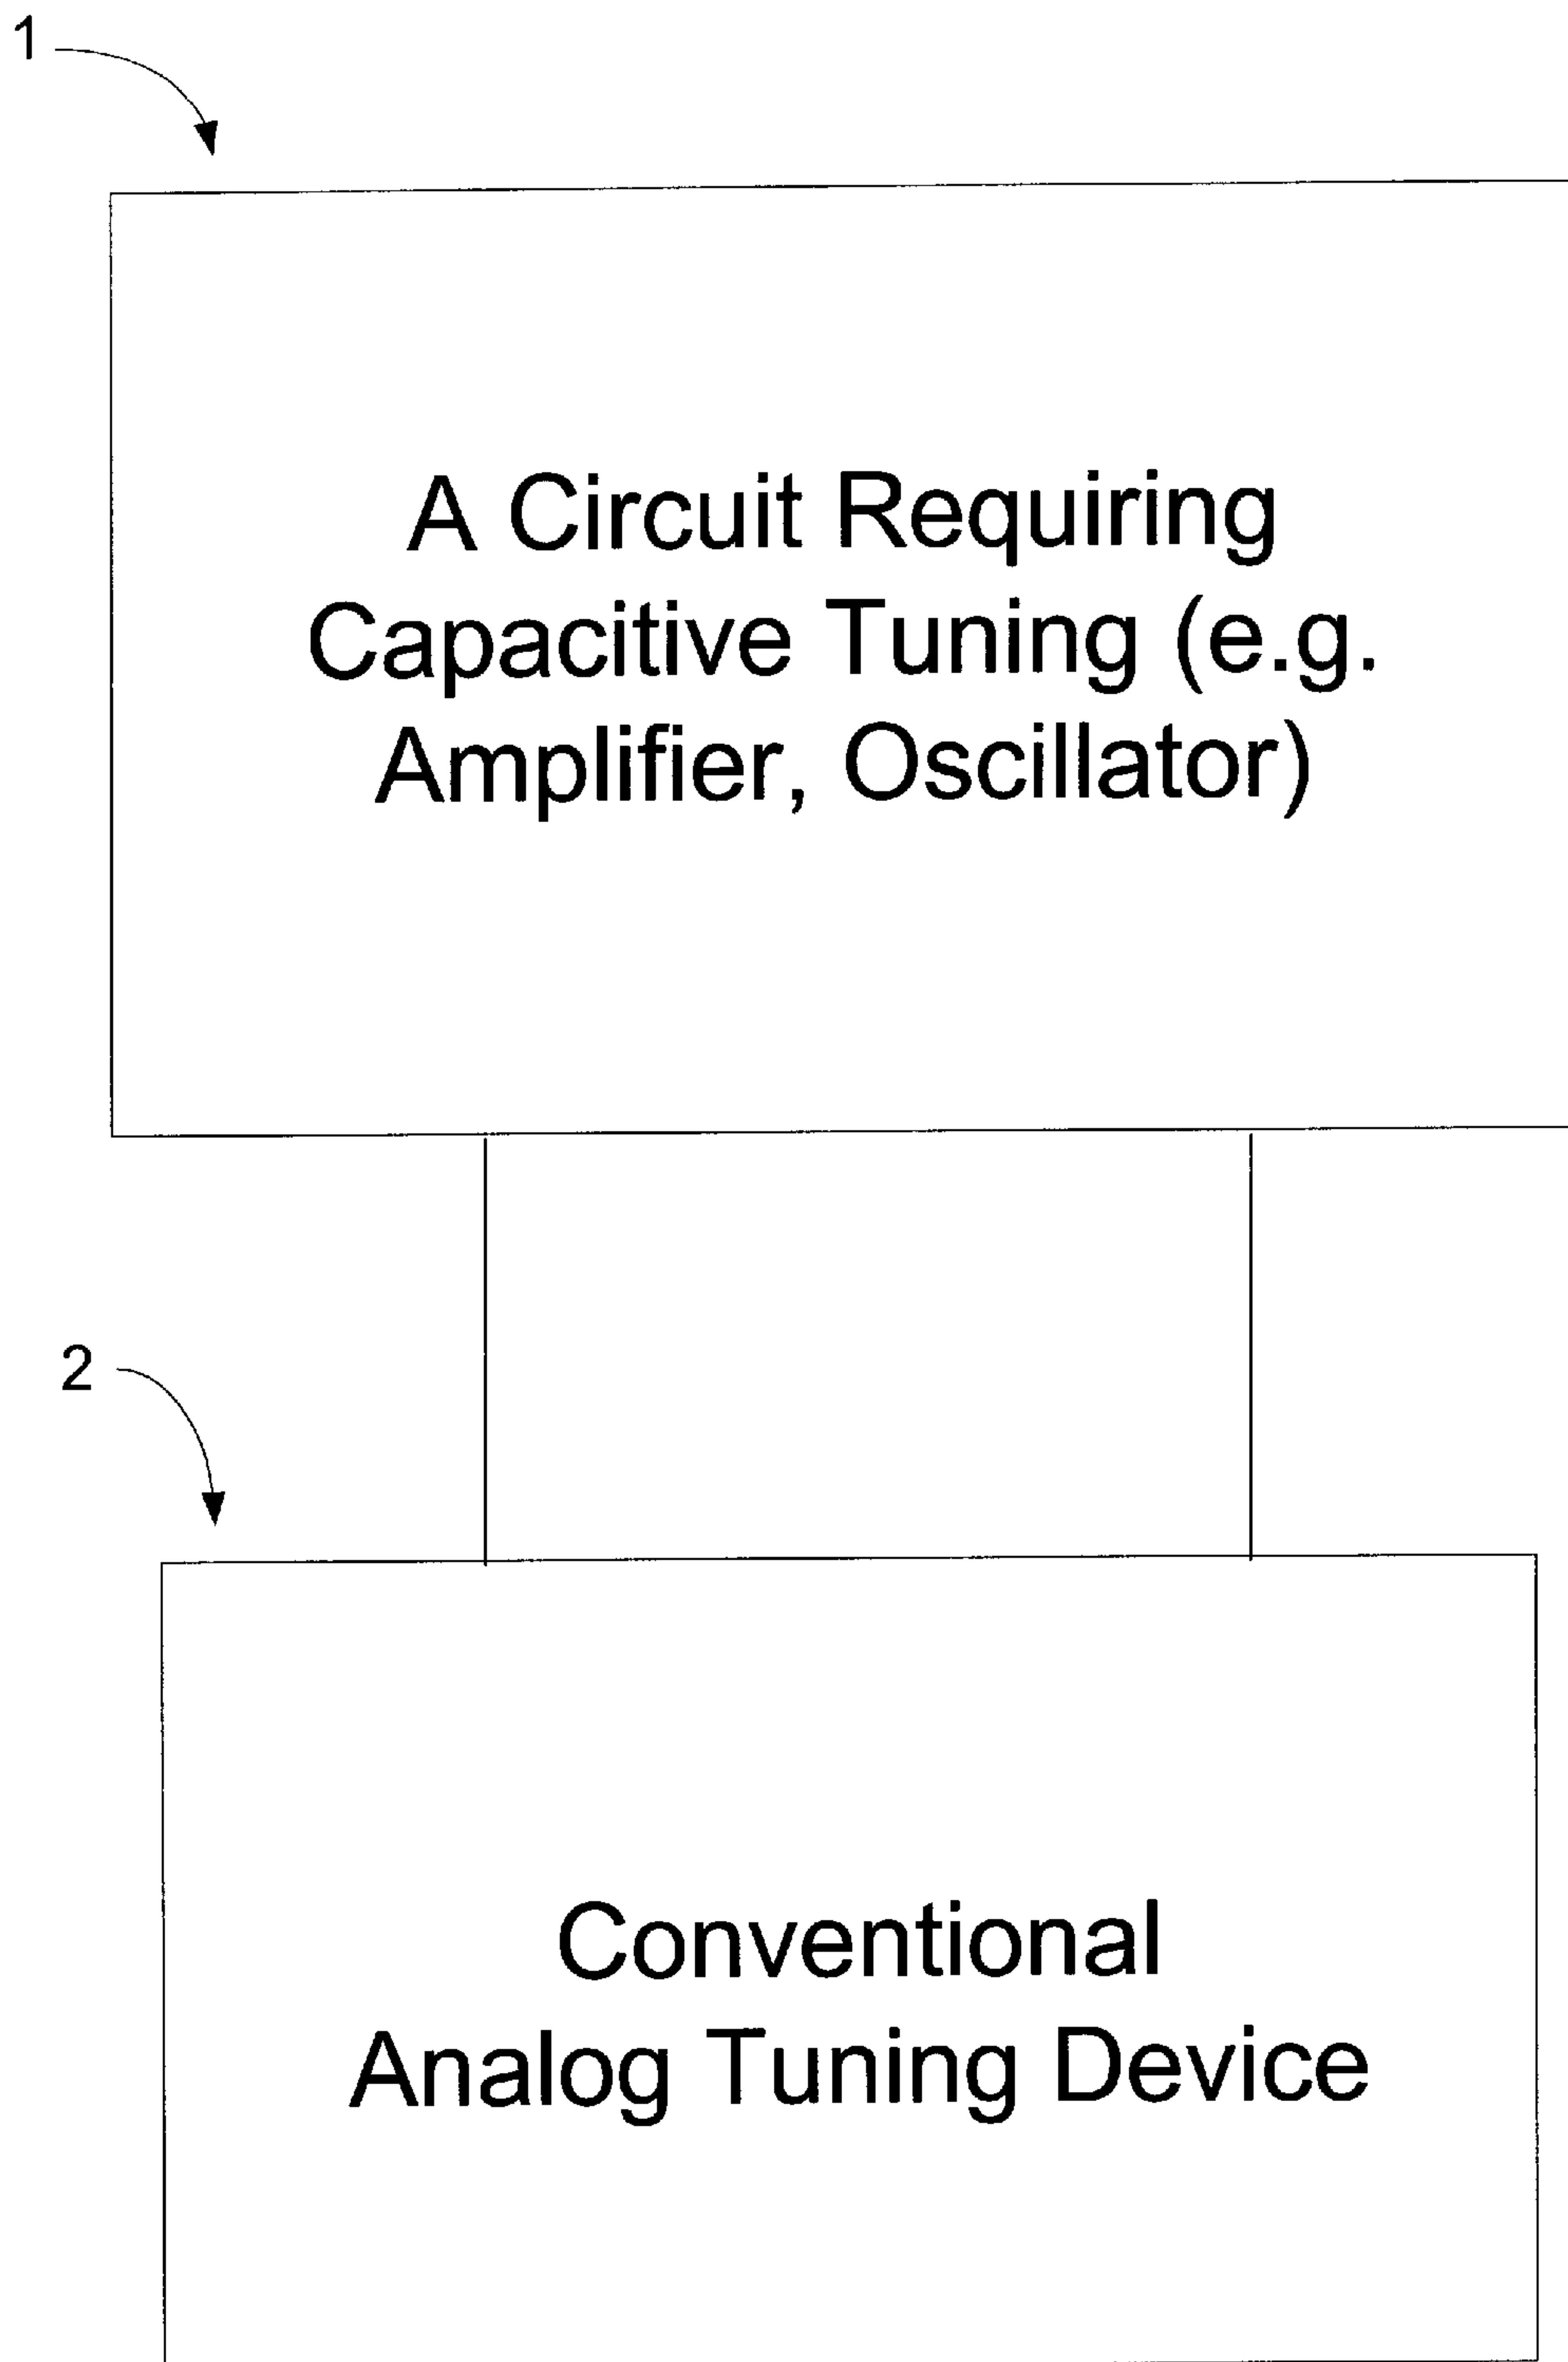 1
A Circuit Requiring
Capacitive Tuning (e.g.
Amplifier, Oscillator)
2
Conventional
Analog Tuning Device